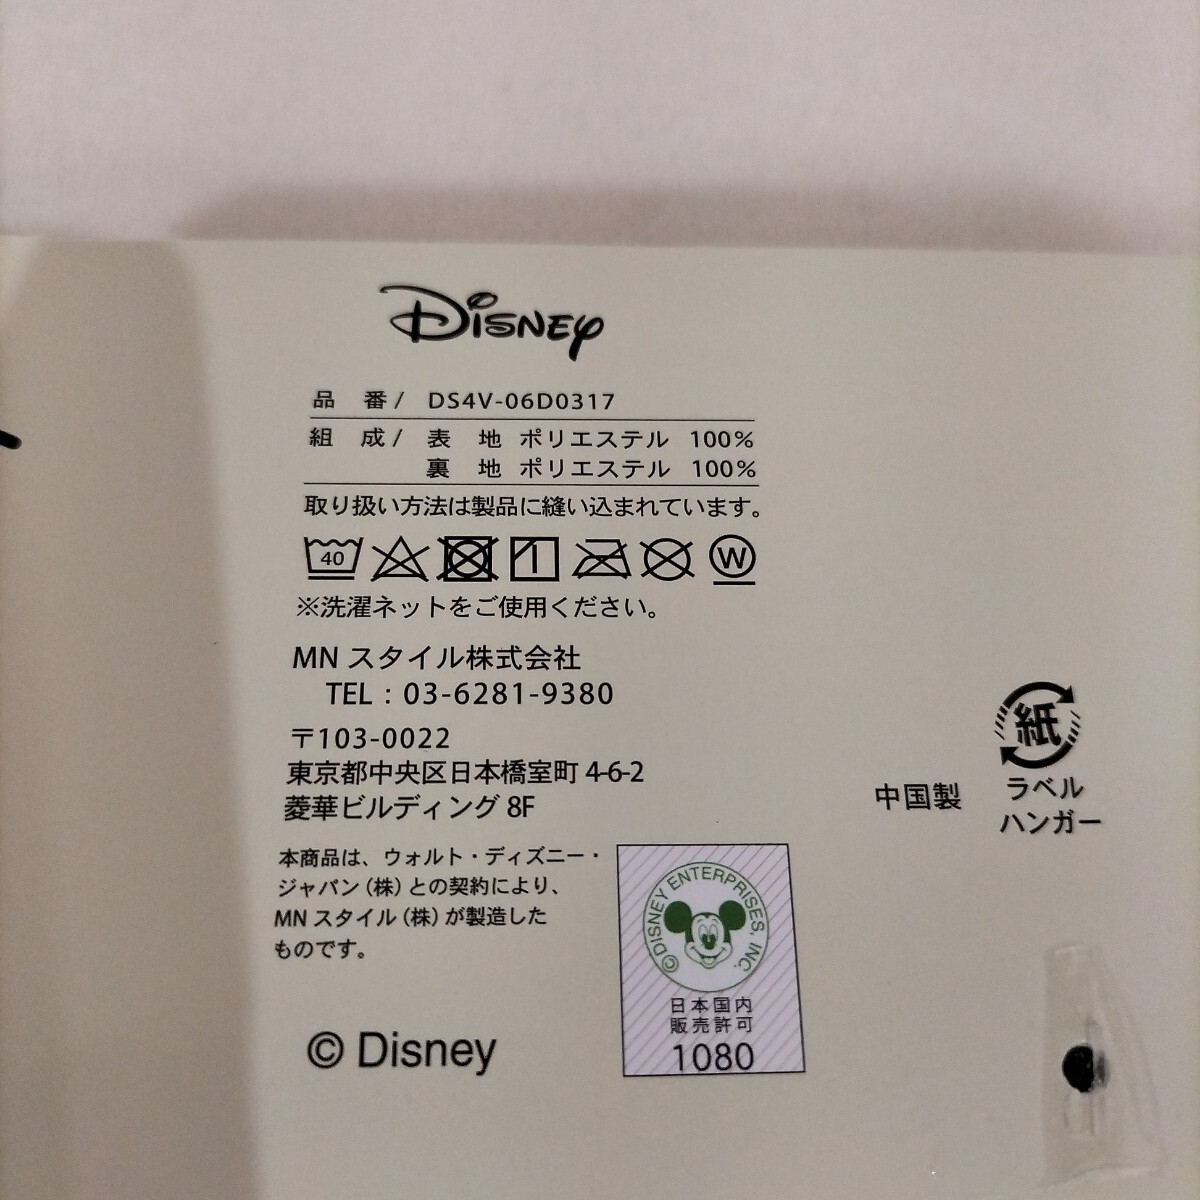 Disney
品 番/ DS4V-06D0317
組 成/ 表 地 ポリエステル 100%
裏 地 ポリエステル 100%
取り扱い方法は製品に縫い込まれています。
40 W
※洗濯ネットをご使用ください。
MN スタイル株式会社
TEL : 03-6281-9380
〒103-0022
東京都中央区日本橋室町 4-6-2
菱華ビルディング 8F
紙
ラベル
ハンガー
中国製
本商品は、ウォルト・ディズニー・
ジャパン(株)との契約により、
MN スタイル(株)が製造した
ものです。
© Disney
©DISNEY ENTERPRISES, INC.
日本国内
販売許可
1080